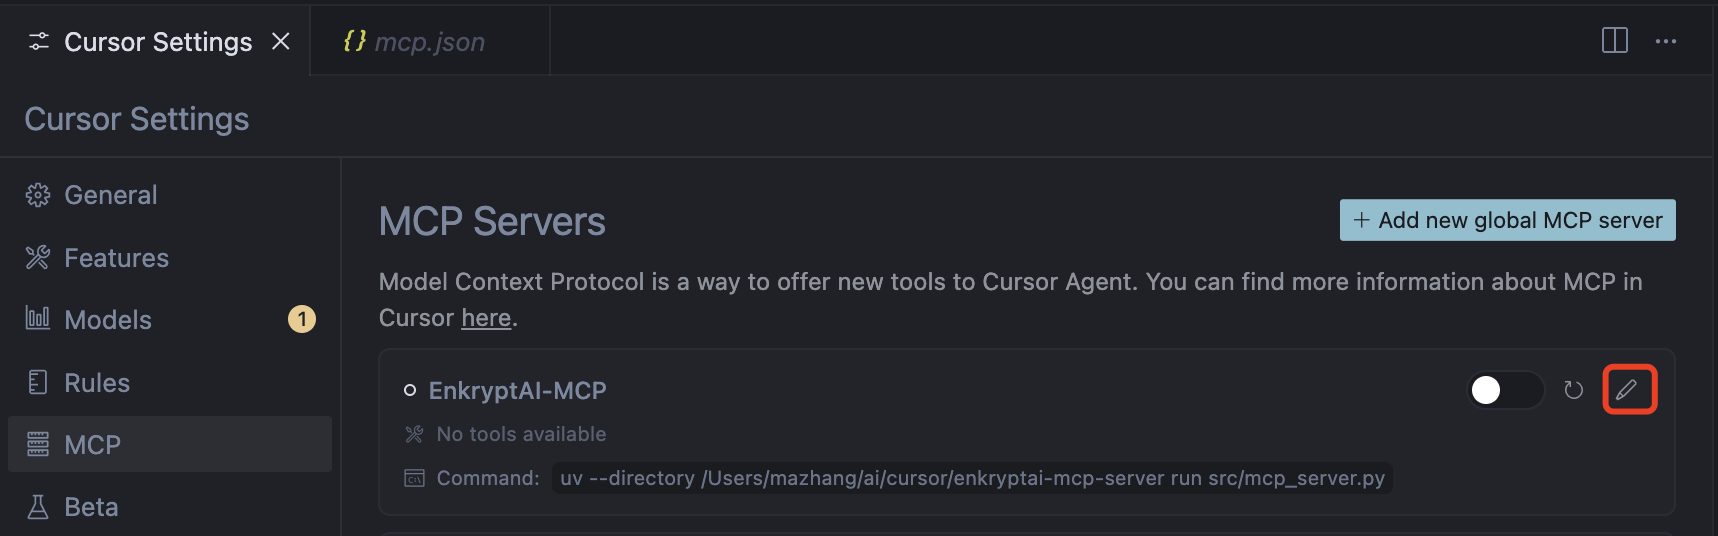 Cursor Settings
{} mcp.json
Cursor Settings
General
Features
Models 1
Rules
MCP
Beta
MCP Servers
+ Add new global MCP server
Model Context Protocol is a way to offer new tools to Cursor Agent. You can find more information about MCP in
Cursor here.
EnkryptAI-MCP
No tools available
Command: uv --directory /Users/mazhang/ai/cursor/enkryptai-mcp-server run src/mcp_server.py